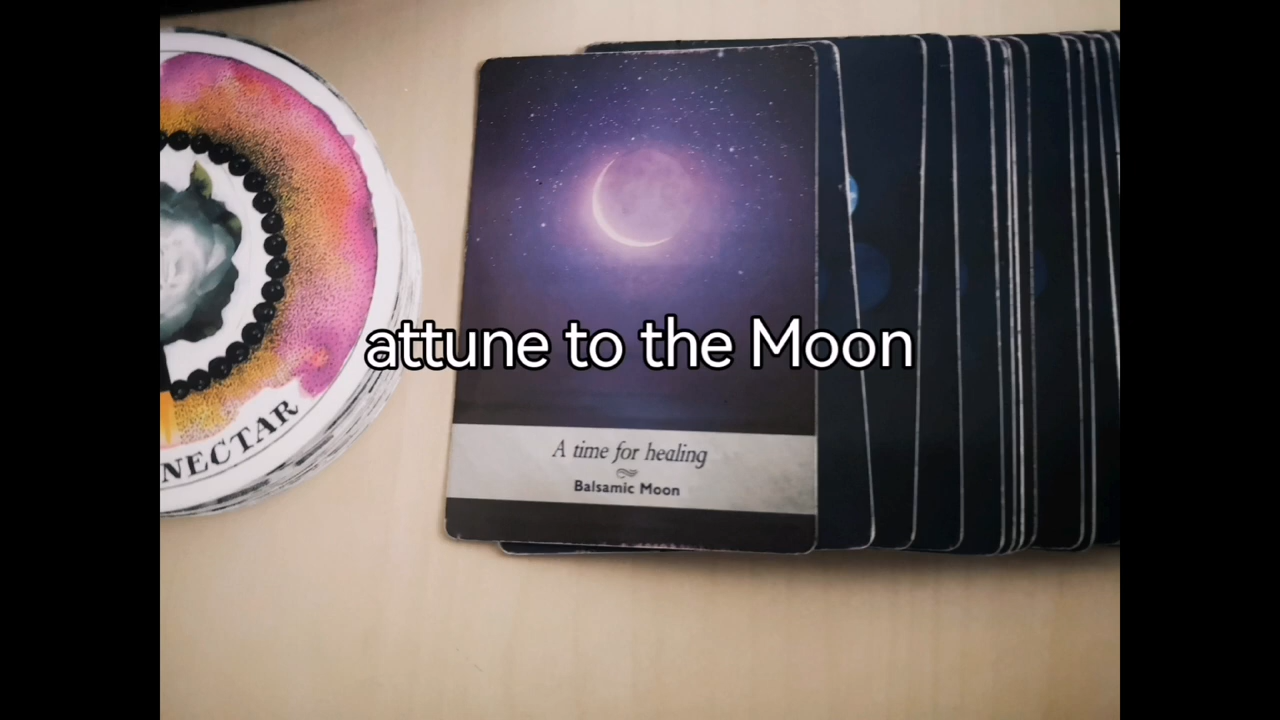 NECTAR
attune to the Moon
A time for healing
Balsamic Moon